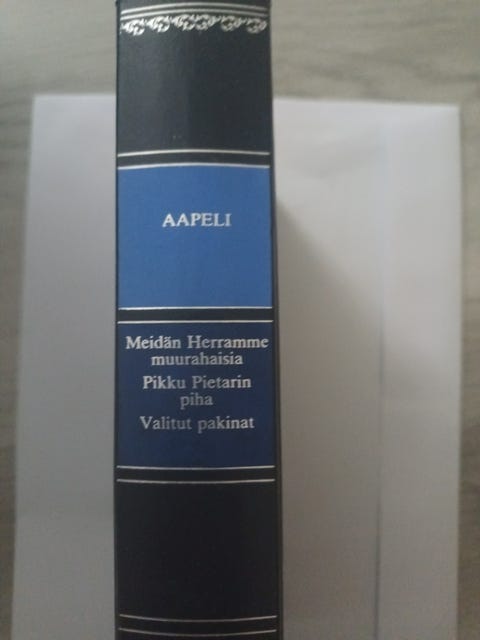 AAPELI
Meidän Herramme
muurahaisia
Pikku Pietarin
piha
Valitut pakinat